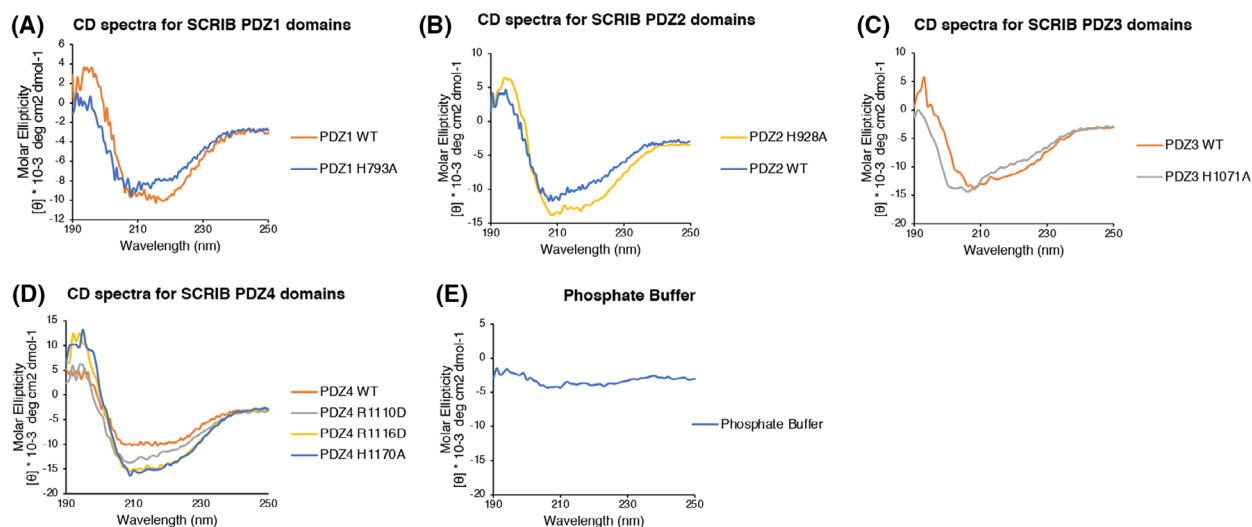 (A) CD spectra for SCRIB PDZ1 domains
Molar Ellipticity
[θ] * 10-3 deg cm2 dmol-1
6
4
2
0
-2
-4
-6
-8
-10
-12
190 210 230 250
Wavelength (nm)
PDZ1 WT
PDZ1 H793A
(B) CD spectra for SCRIB PDZ2 domains
Molar Ellipticity
[θ] * 10-3 deg cm2 dmol-1
10
5
0
-5
-10
-15
190 210 230 250
Wavelength (nm)
PDZ2 H928A
PDZ2 WT
(C) CD spectra for SCRIB PDZ3 domains
Molar Ellipticity
[θ] * 10-3 deg cm2 dmol-1
10
5
0
-5
-10
-15
-20
190 210 230 250
Wavelength (nm)
PDZ3 WT
PDZ3 H1071A
(D) CD spectra for SCRIB PDZ4 domains
Molar Ellipticity
[θ] * 10-3 deg cm2 dmol-1
15
10
5
0
-5
-10
-15
-20
190 210 230 250
Wavelength (nm)
PDZ4 WT
PDZ4 R1110D
PDZ4 R1116D
PDZ4 H1170A
(E) Phosphate Buffer
Molar Ellipticity
[θ] * 10-3 deg cm2 dmol-1
5
0
-5
-10
-15
-20
190 210 230 250
Wavelength (nm)
Phosphate Buffer